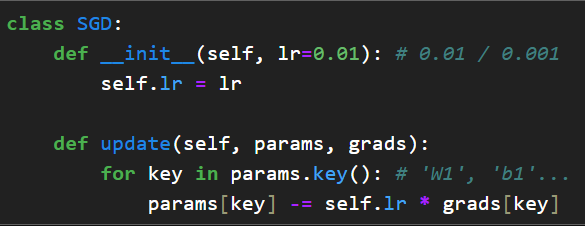 class SGD:
    def __init__(self, lr=0.01): # 0.01 / 0.001
        self.lr = lr

    def update(self, params, grads):
        for key in params.key(): # 'W1', 'b1'...
            params[key] -= self.lr * grads[key]